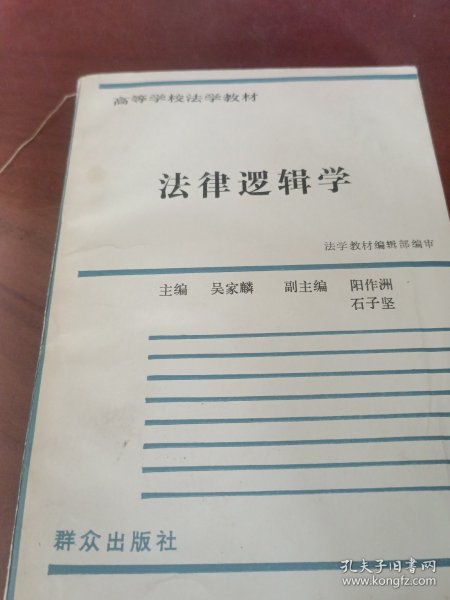 高等学校法学教材
法律逻辑学
法学教材编辑部编审
主编 吴家麟 副主编 阳作洲
石子坚
群众出版社
孔夫子旧书网
www.kongfz.com